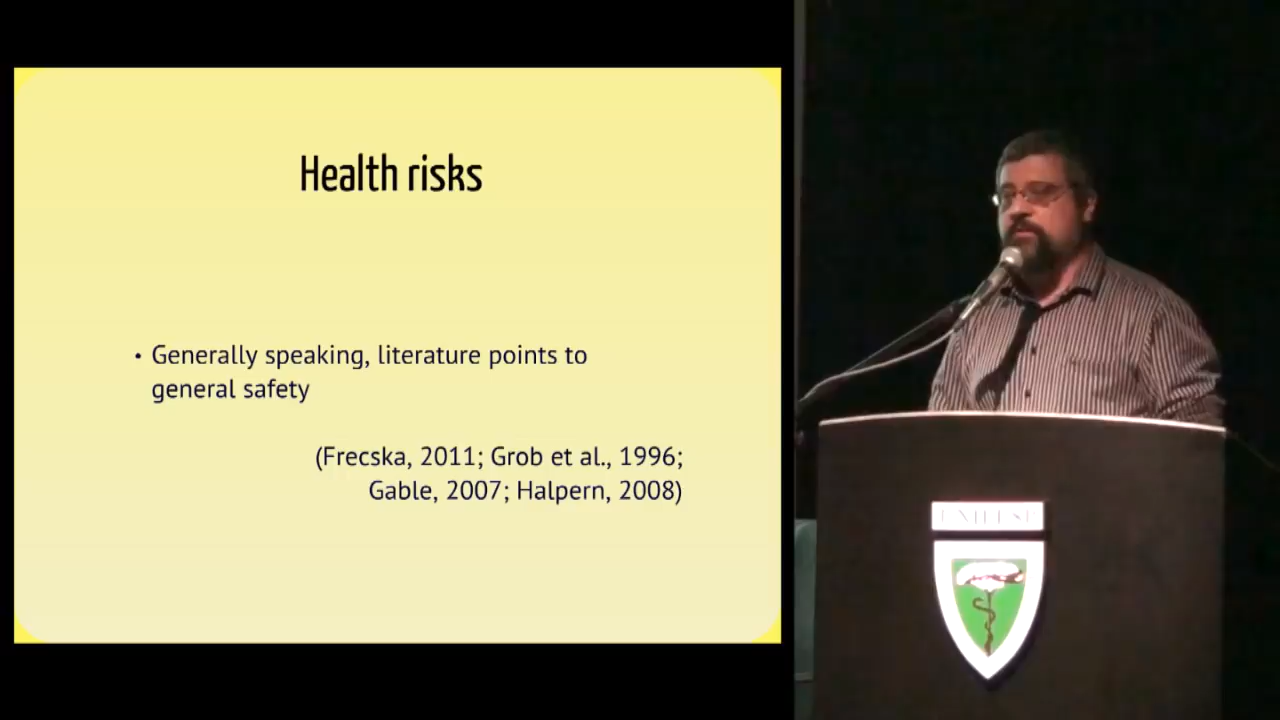 Health risks
• Generally speaking, literature points to
general safety
(Frecska, 2011; Grob et al., 1996;
Gable, 2007; Halpern, 2008)